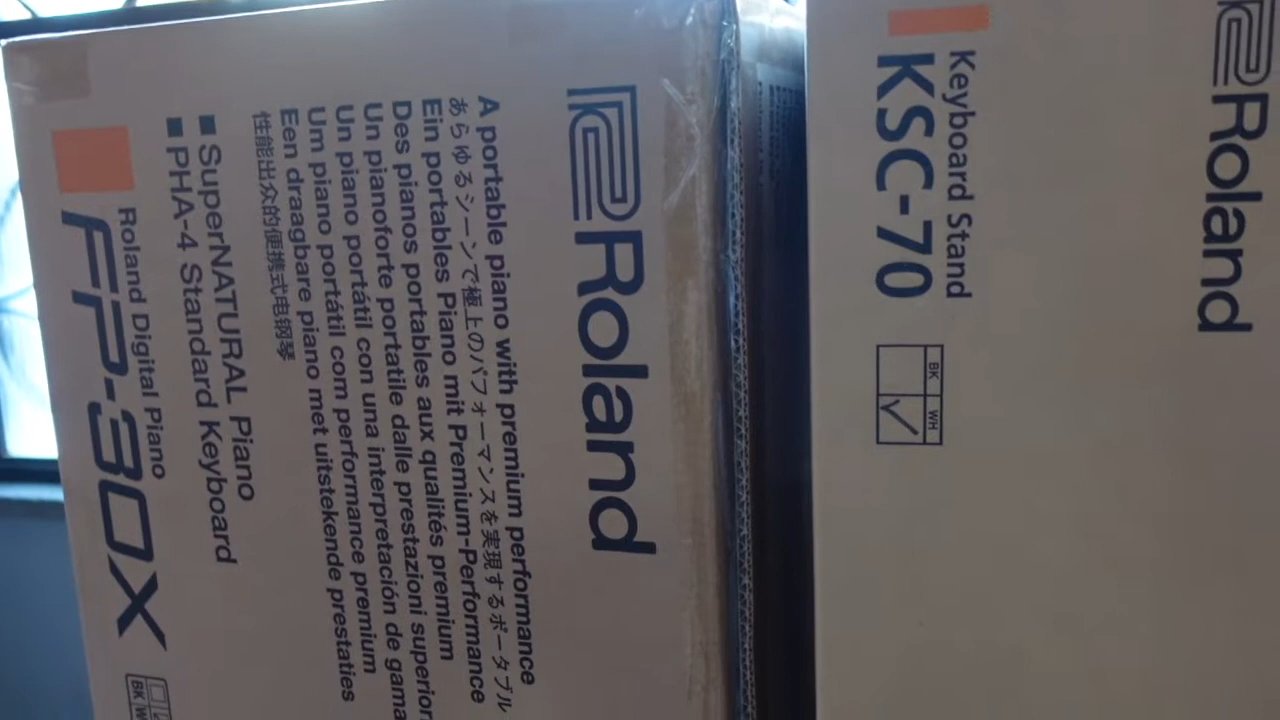 Roland
A portable piano with premium performance
あらゆるシーンで極上のパフォーマンスを実現するポータブル
Ein portables Piano mit Premium-Performance
Des pianos portables aux qualités premium
Un pianoforte portatile dalle prestazioni superior
Un piano portátil con una interpretación de gama
Um piano portátil com performance premium
Een draagbare piano met uitstekende prestaties
性能出众的便携式电钢琴
SuperNATURAL Piano
PHA-4 Standard Keyboard
Roland Digital Piano
FP-30X
BK
Roland
Keyboard Stand
KSC-70
BK WH